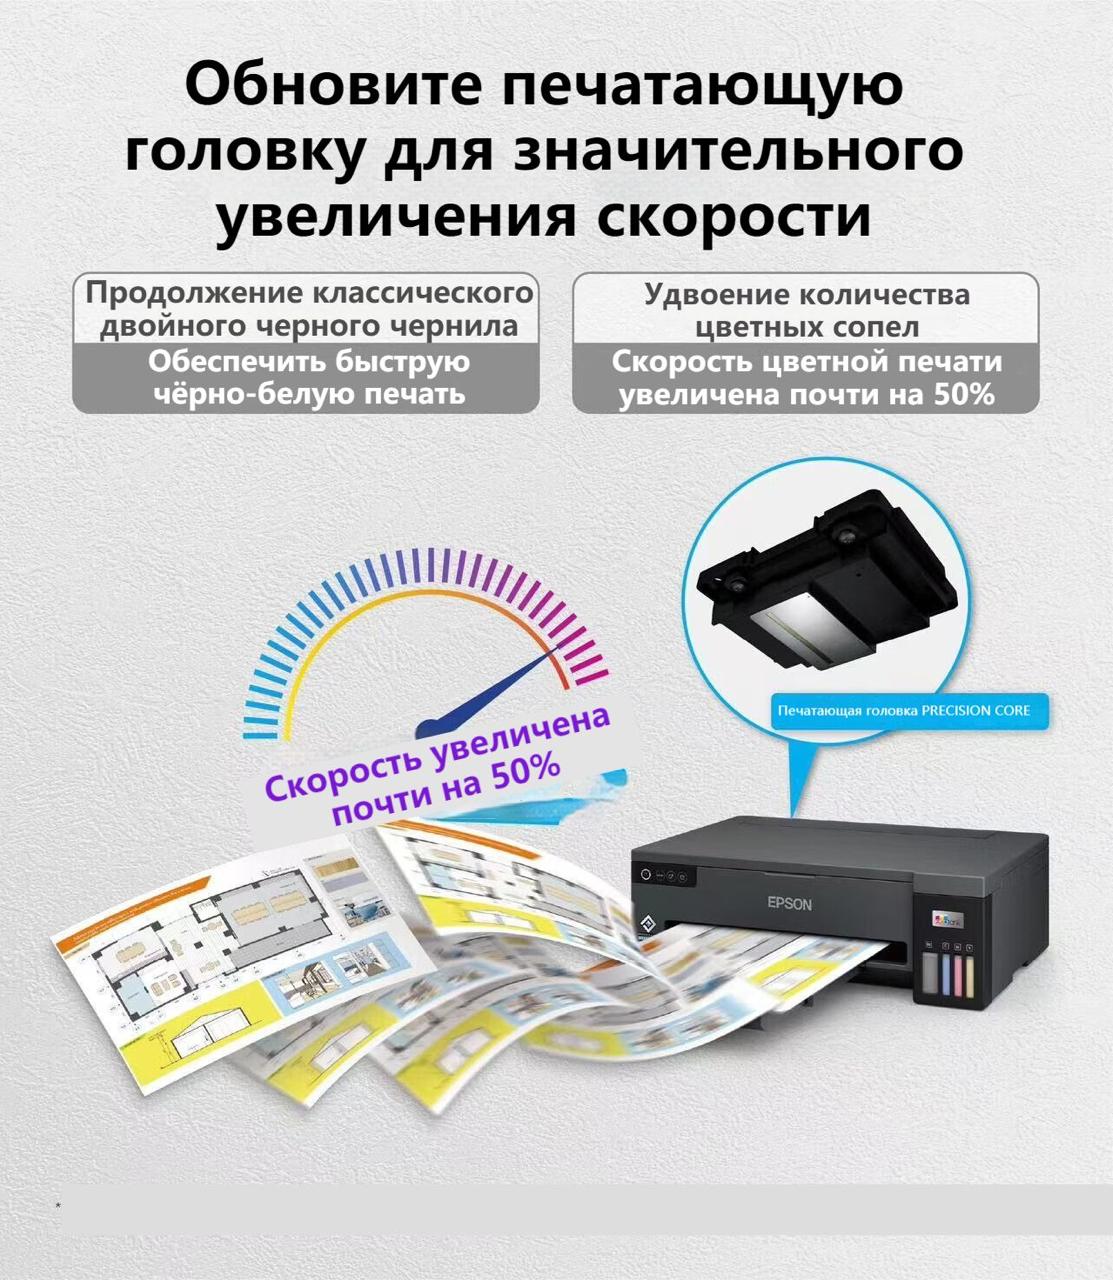 Обновите печатающую
головку для значительного
увеличения скорости
Продолжение классического
двойного черного чернила
Обеспечить быструю
чёрно-белую печать
Удвоение количества
цветных сопел
Скорость цветной печати
увеличена почти на 50%
Печатающая головка PRECISION CORE
Скорость увеличена
почти на 50%
EPSON
*